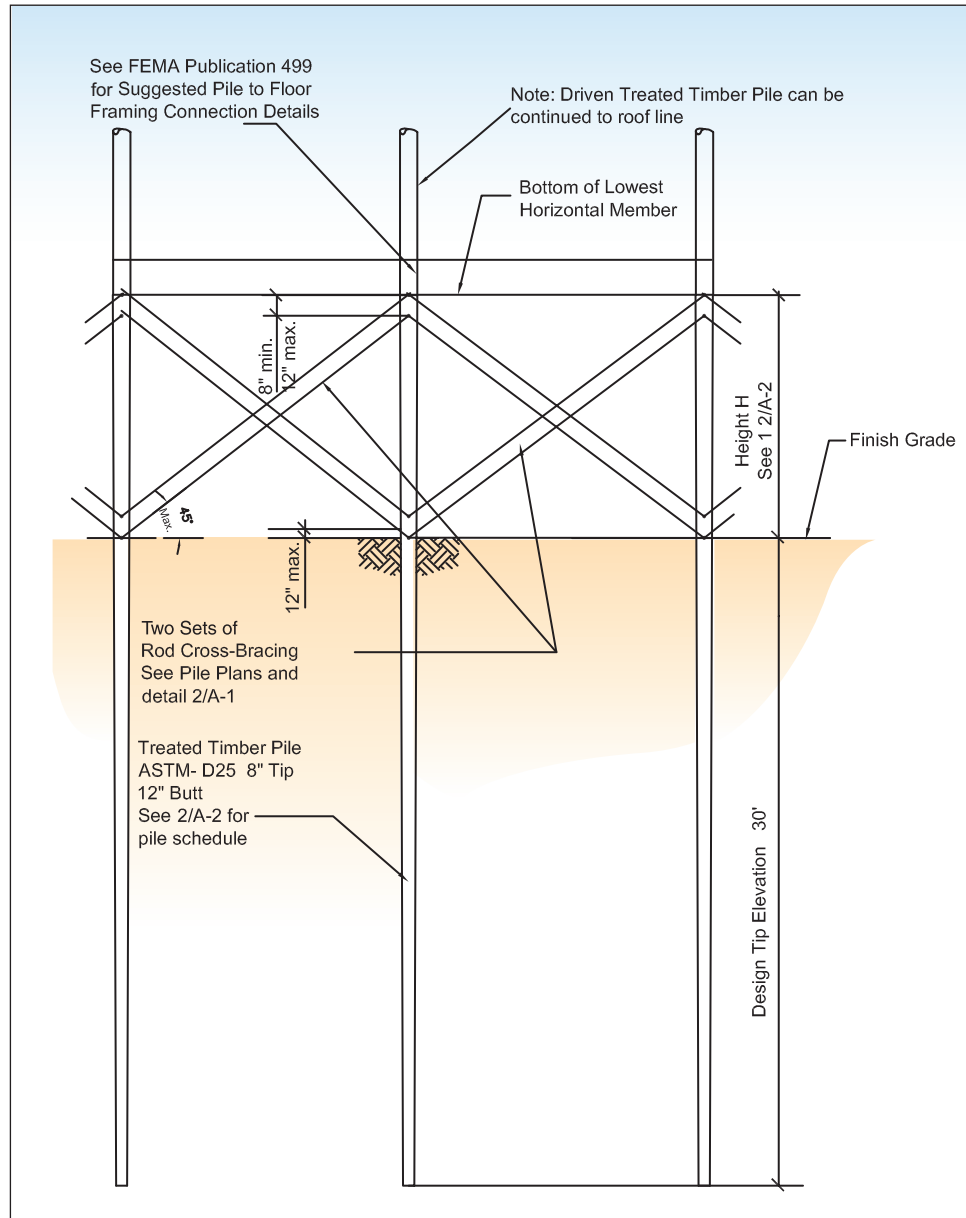 See FEMA Publication 499
for Suggested Pile to Floor
Framing Connection Details
Note: Driven Treated Timber Pile can be
continued to roof line
Bottom of Lowest
Horizontal Member
8" min.
12" max.
Height H
See 1 2/A-2
Finish Grade
45°
Max.
12" max.
Two Sets of
Rod Cross-Bracing
See Pile Plans and
detail 2/A-1
Treated Timber Pile
ASTM- D25 8" Tip
12" Butt
See 2/A-2 for
pile schedule
Design Tip Elevation 30'